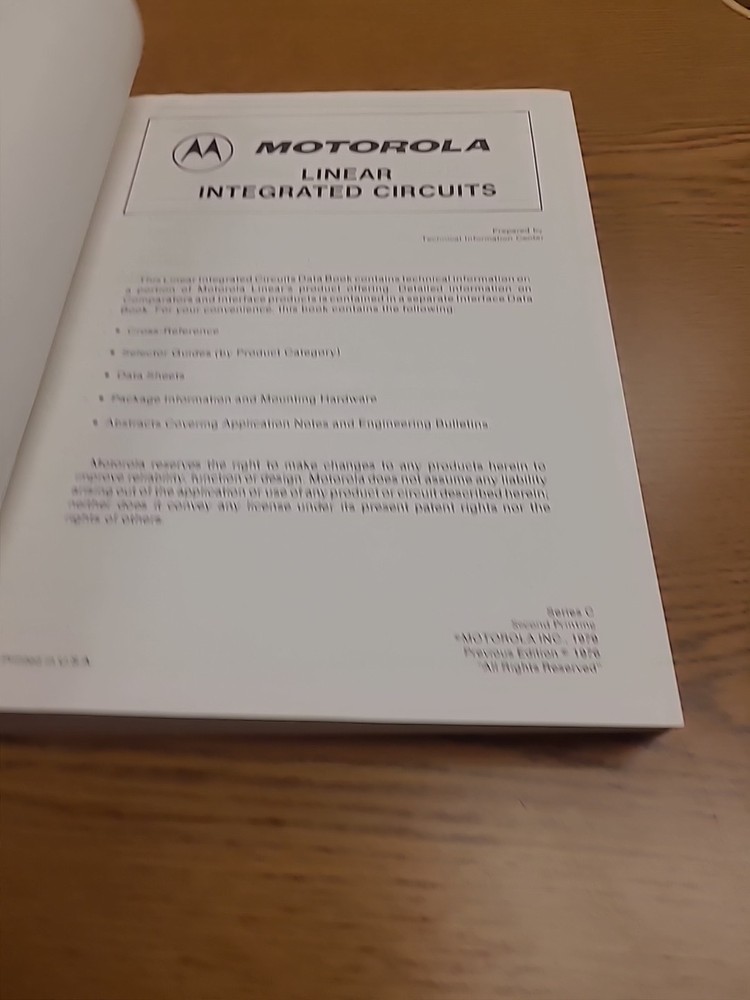 MOTOROLA
LINEAR
INTEGRATED CIRCUITS
Prepared by
Technical Information Center
This Linear Integrated Circuits Data Book contains technical information on
a portion of Motorola Linear's product offering. Detailed information on
Comparators and Interface products is contained in a separate Interface Data
Book. For your convenience, this book contains the following:
• Cross-Reference
• Selector Guides (by Product Category)
• Data Sheets
• Package Information and Mounting Hardware
• Abstracts Covering Application Notes and Engineering Bulletins
Motorola reserves the right to make changes to any products herein to
improve reliability, function or design. Motorola does not assume any liability
arising out of the application or use of any product or circuit described herein;
neither does it convey any license under its present patent rights nor the
rights of others.
Series C
Second Printing
©MOTOROLA INC., 1979
Previous Edition © 1976
"All Rights Reserved"
Printed in U.S.A.